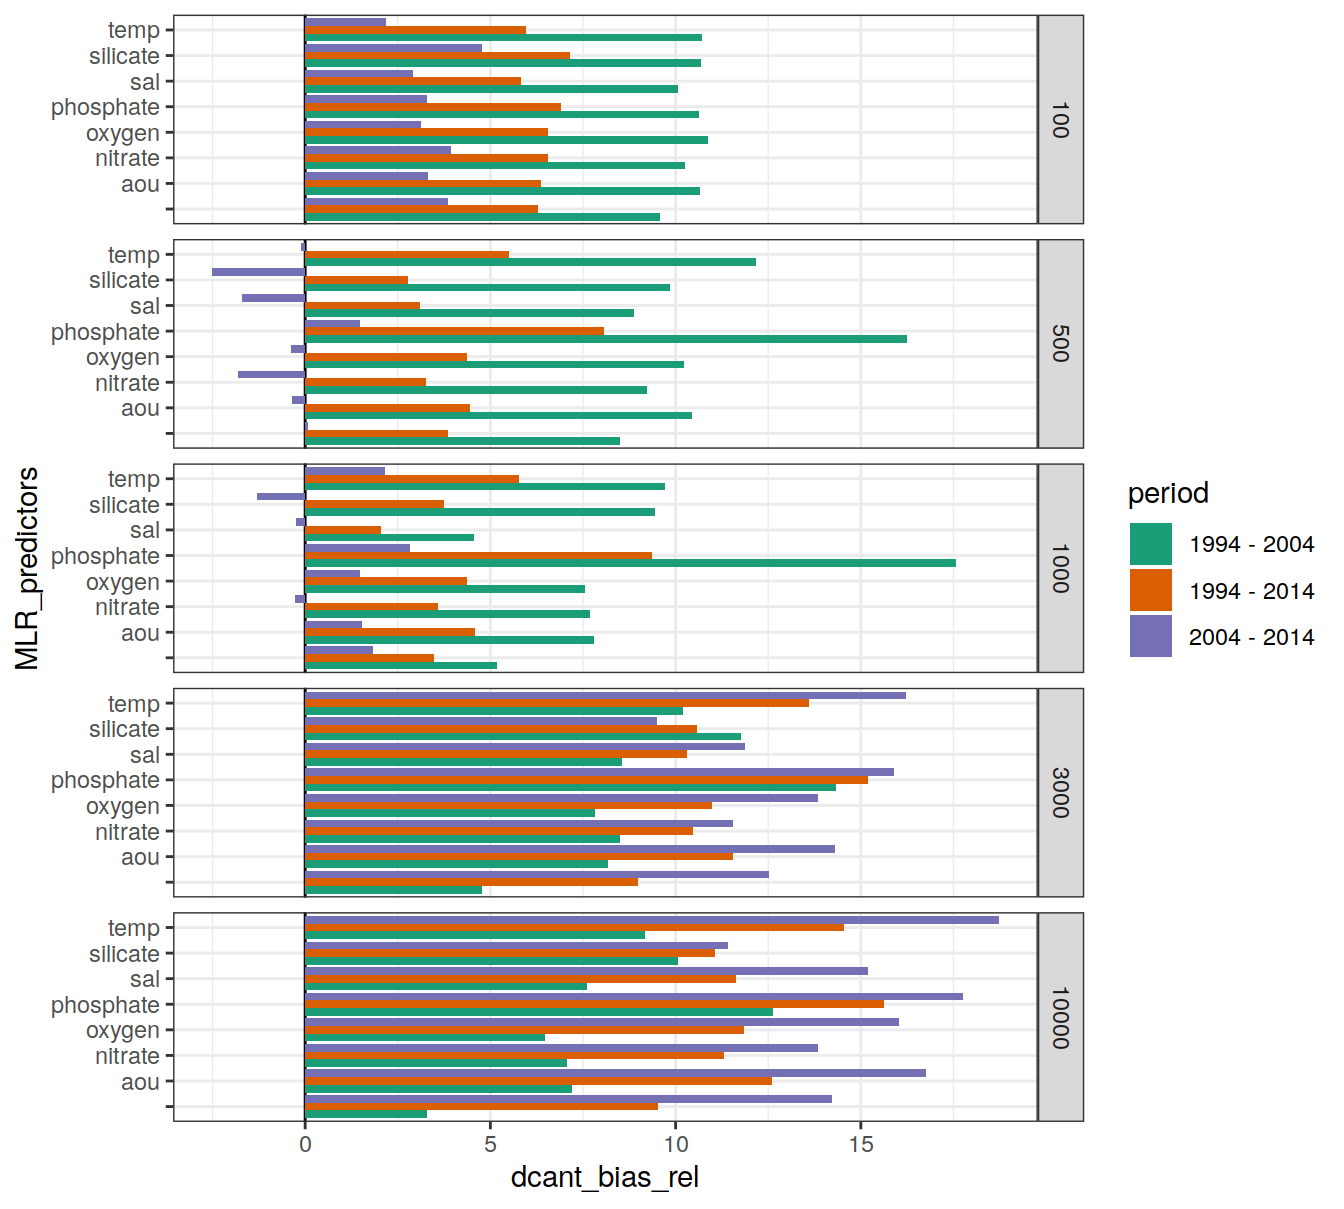 temp
silicate
sal
phosphate
oxygen
nitrate
aou
100
temp
silicate
sal
phosphate
oxygen
nitrate
aou
500
temp
silicate
sal
phosphate
oxygen
nitrate
aou
1000
temp
silicate
sal
phosphate
oxygen
nitrate
aou
3000
temp
silicate
sal
phosphate
oxygen
nitrate
aou
10000
MLR_predictors
0 5 10 15
dcant_bias_rel
period
1994 - 2004
1994 - 2014
2004 - 2014